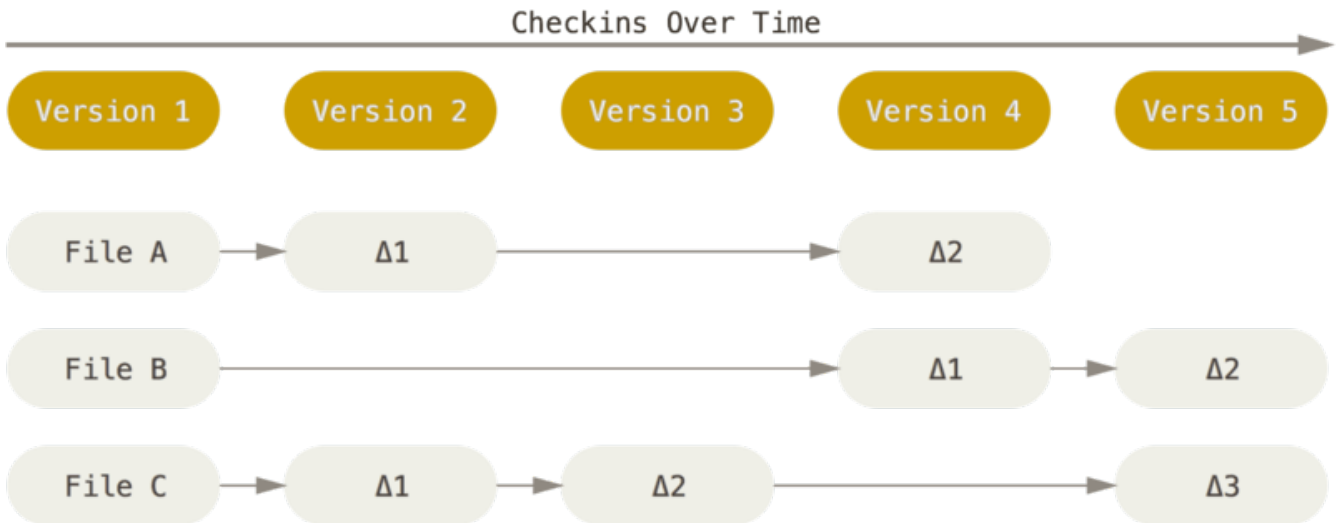 Checkins Over Time
Version 1 Version 2 Version 3 Version 4 Version 5
File A Δ1 Δ2
File B Δ1 Δ2
File C Δ1 Δ2 Δ3